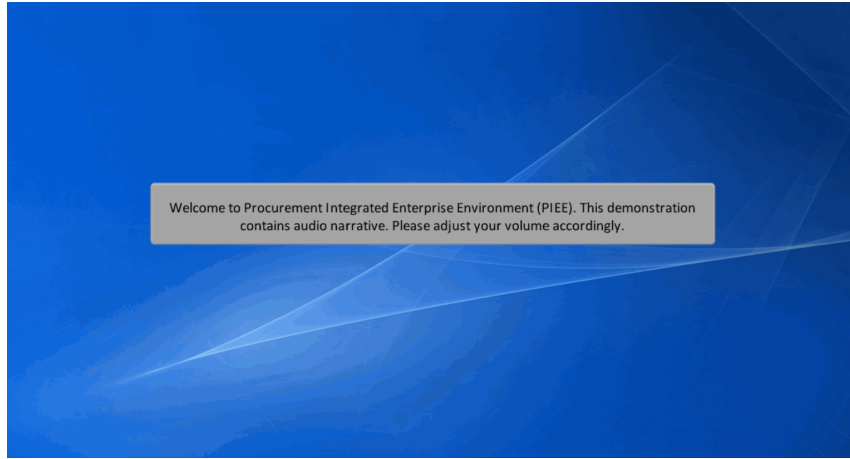 Welcome to Procurement Integrated Enterprise Environment (PIEE). This demonstration
contains audio narrative. Please adjust your volume accordingly.